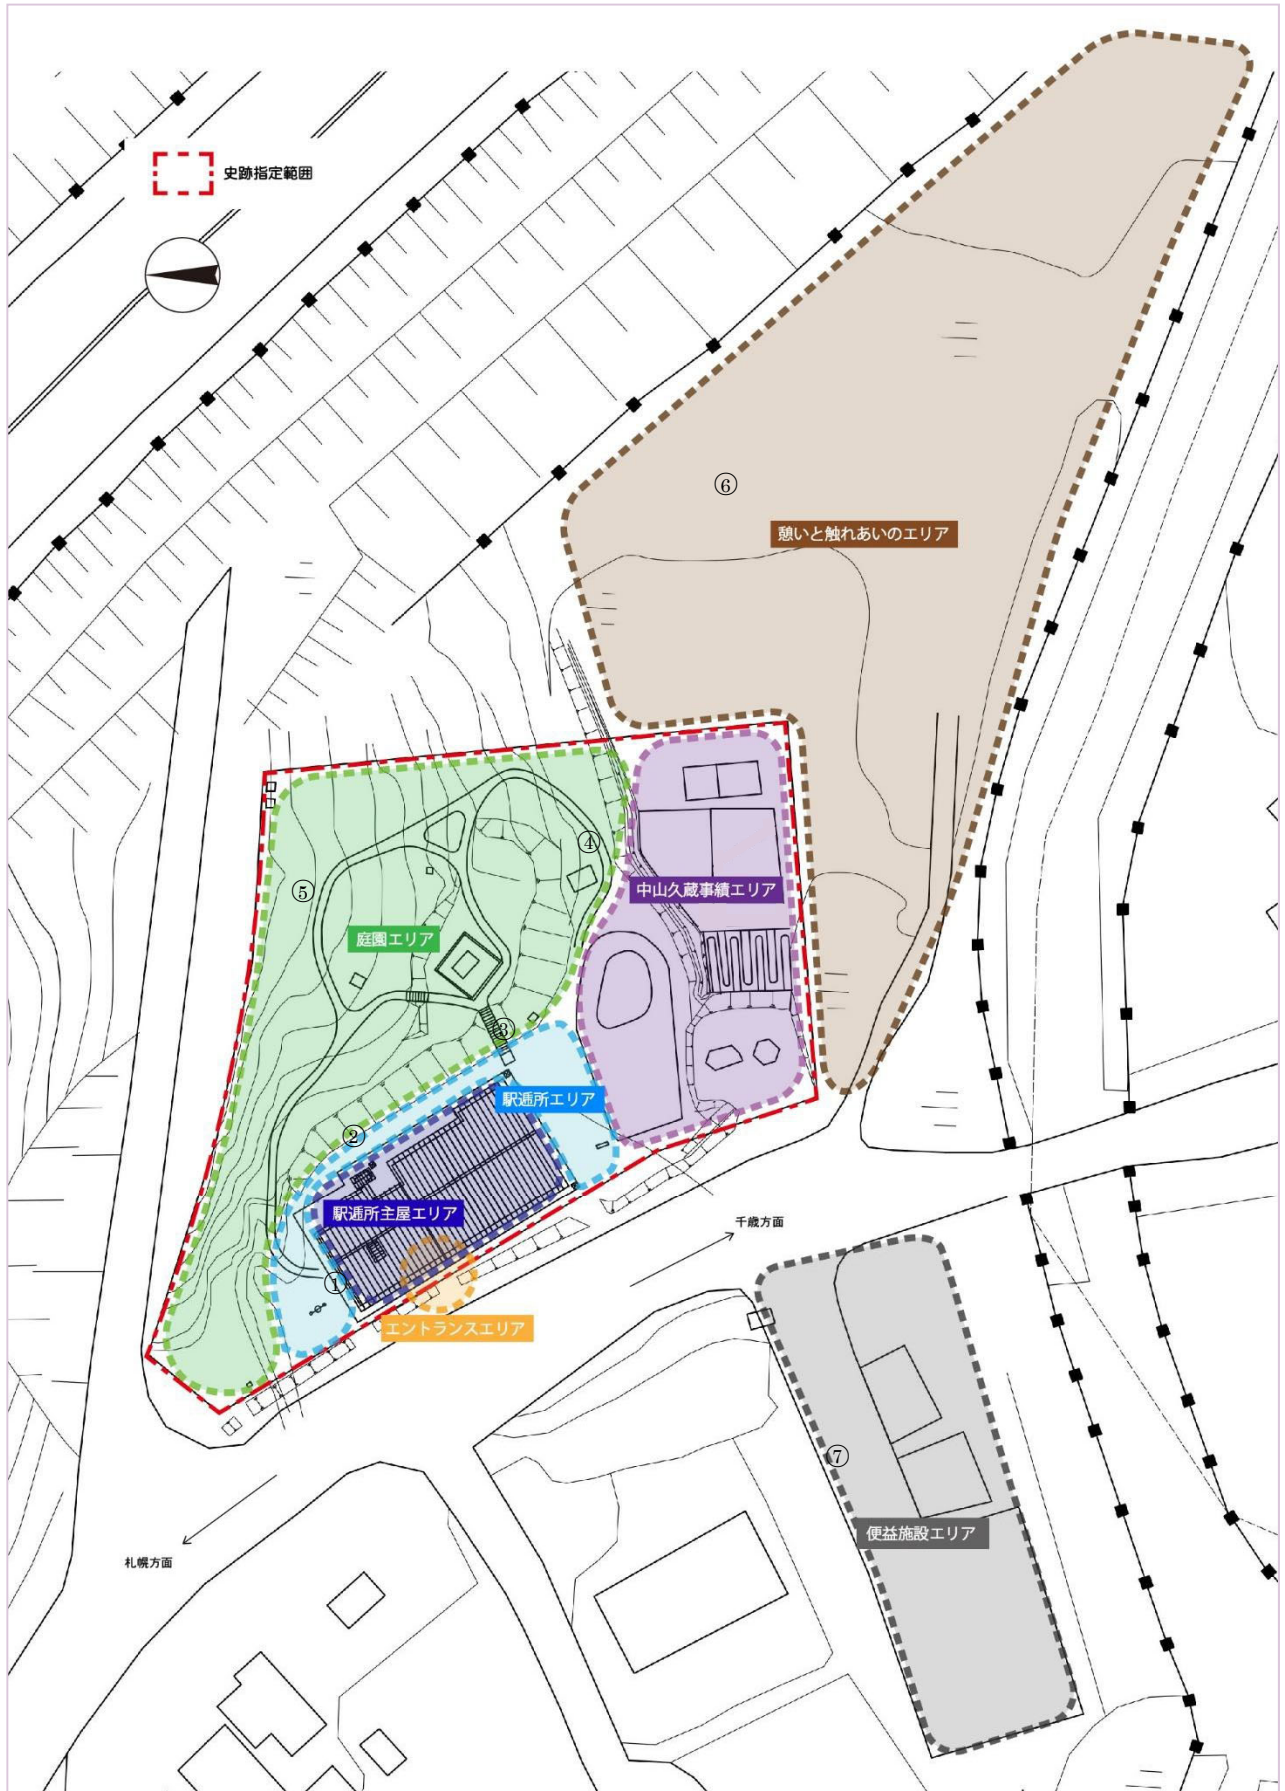 史跡指定範囲
⑥
憩いと触れあいのエリア
④
⑤
中山久蔵事績エリア
庭園エリア
③
駅逓所エリア
②
駅逓所主屋エリア
千歳方面
①
エントランスエリア
⑦
便益施設エリア
札幌方面